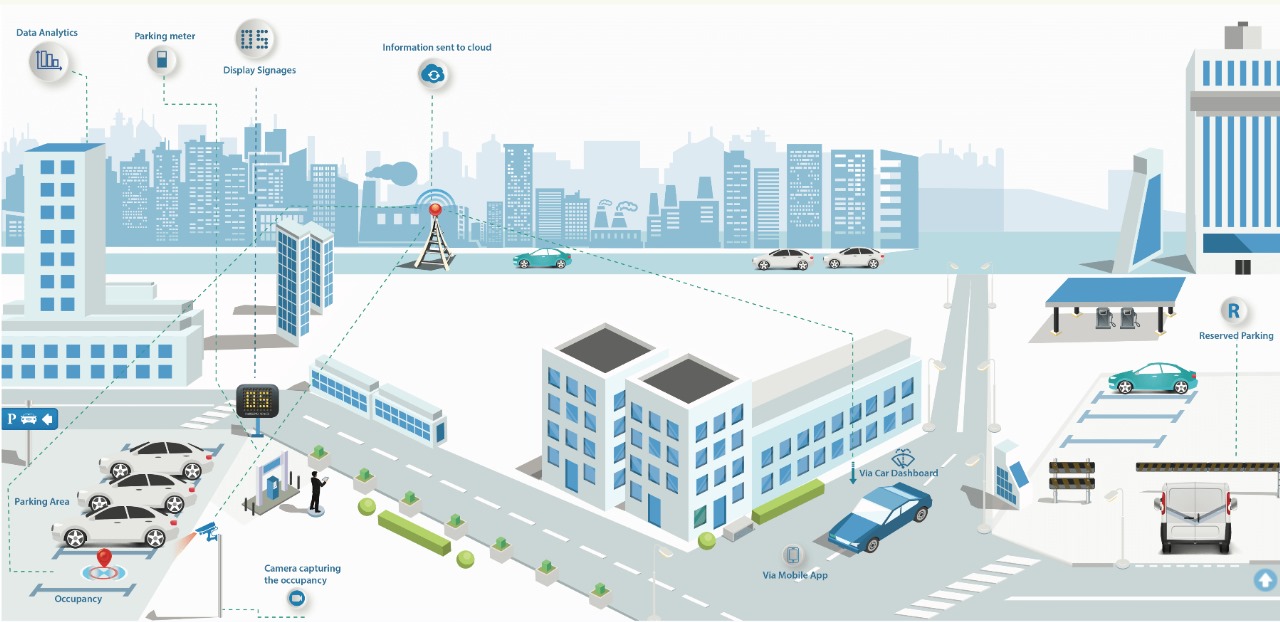 Data Analytics
Parking meter
05
Display Signages
Information sent to cloud
R
Reserved Parking
05
P
Via Car Dashboard
Parking Area
Camera capturing
the occupancy
Via Mobile App
Occupancy